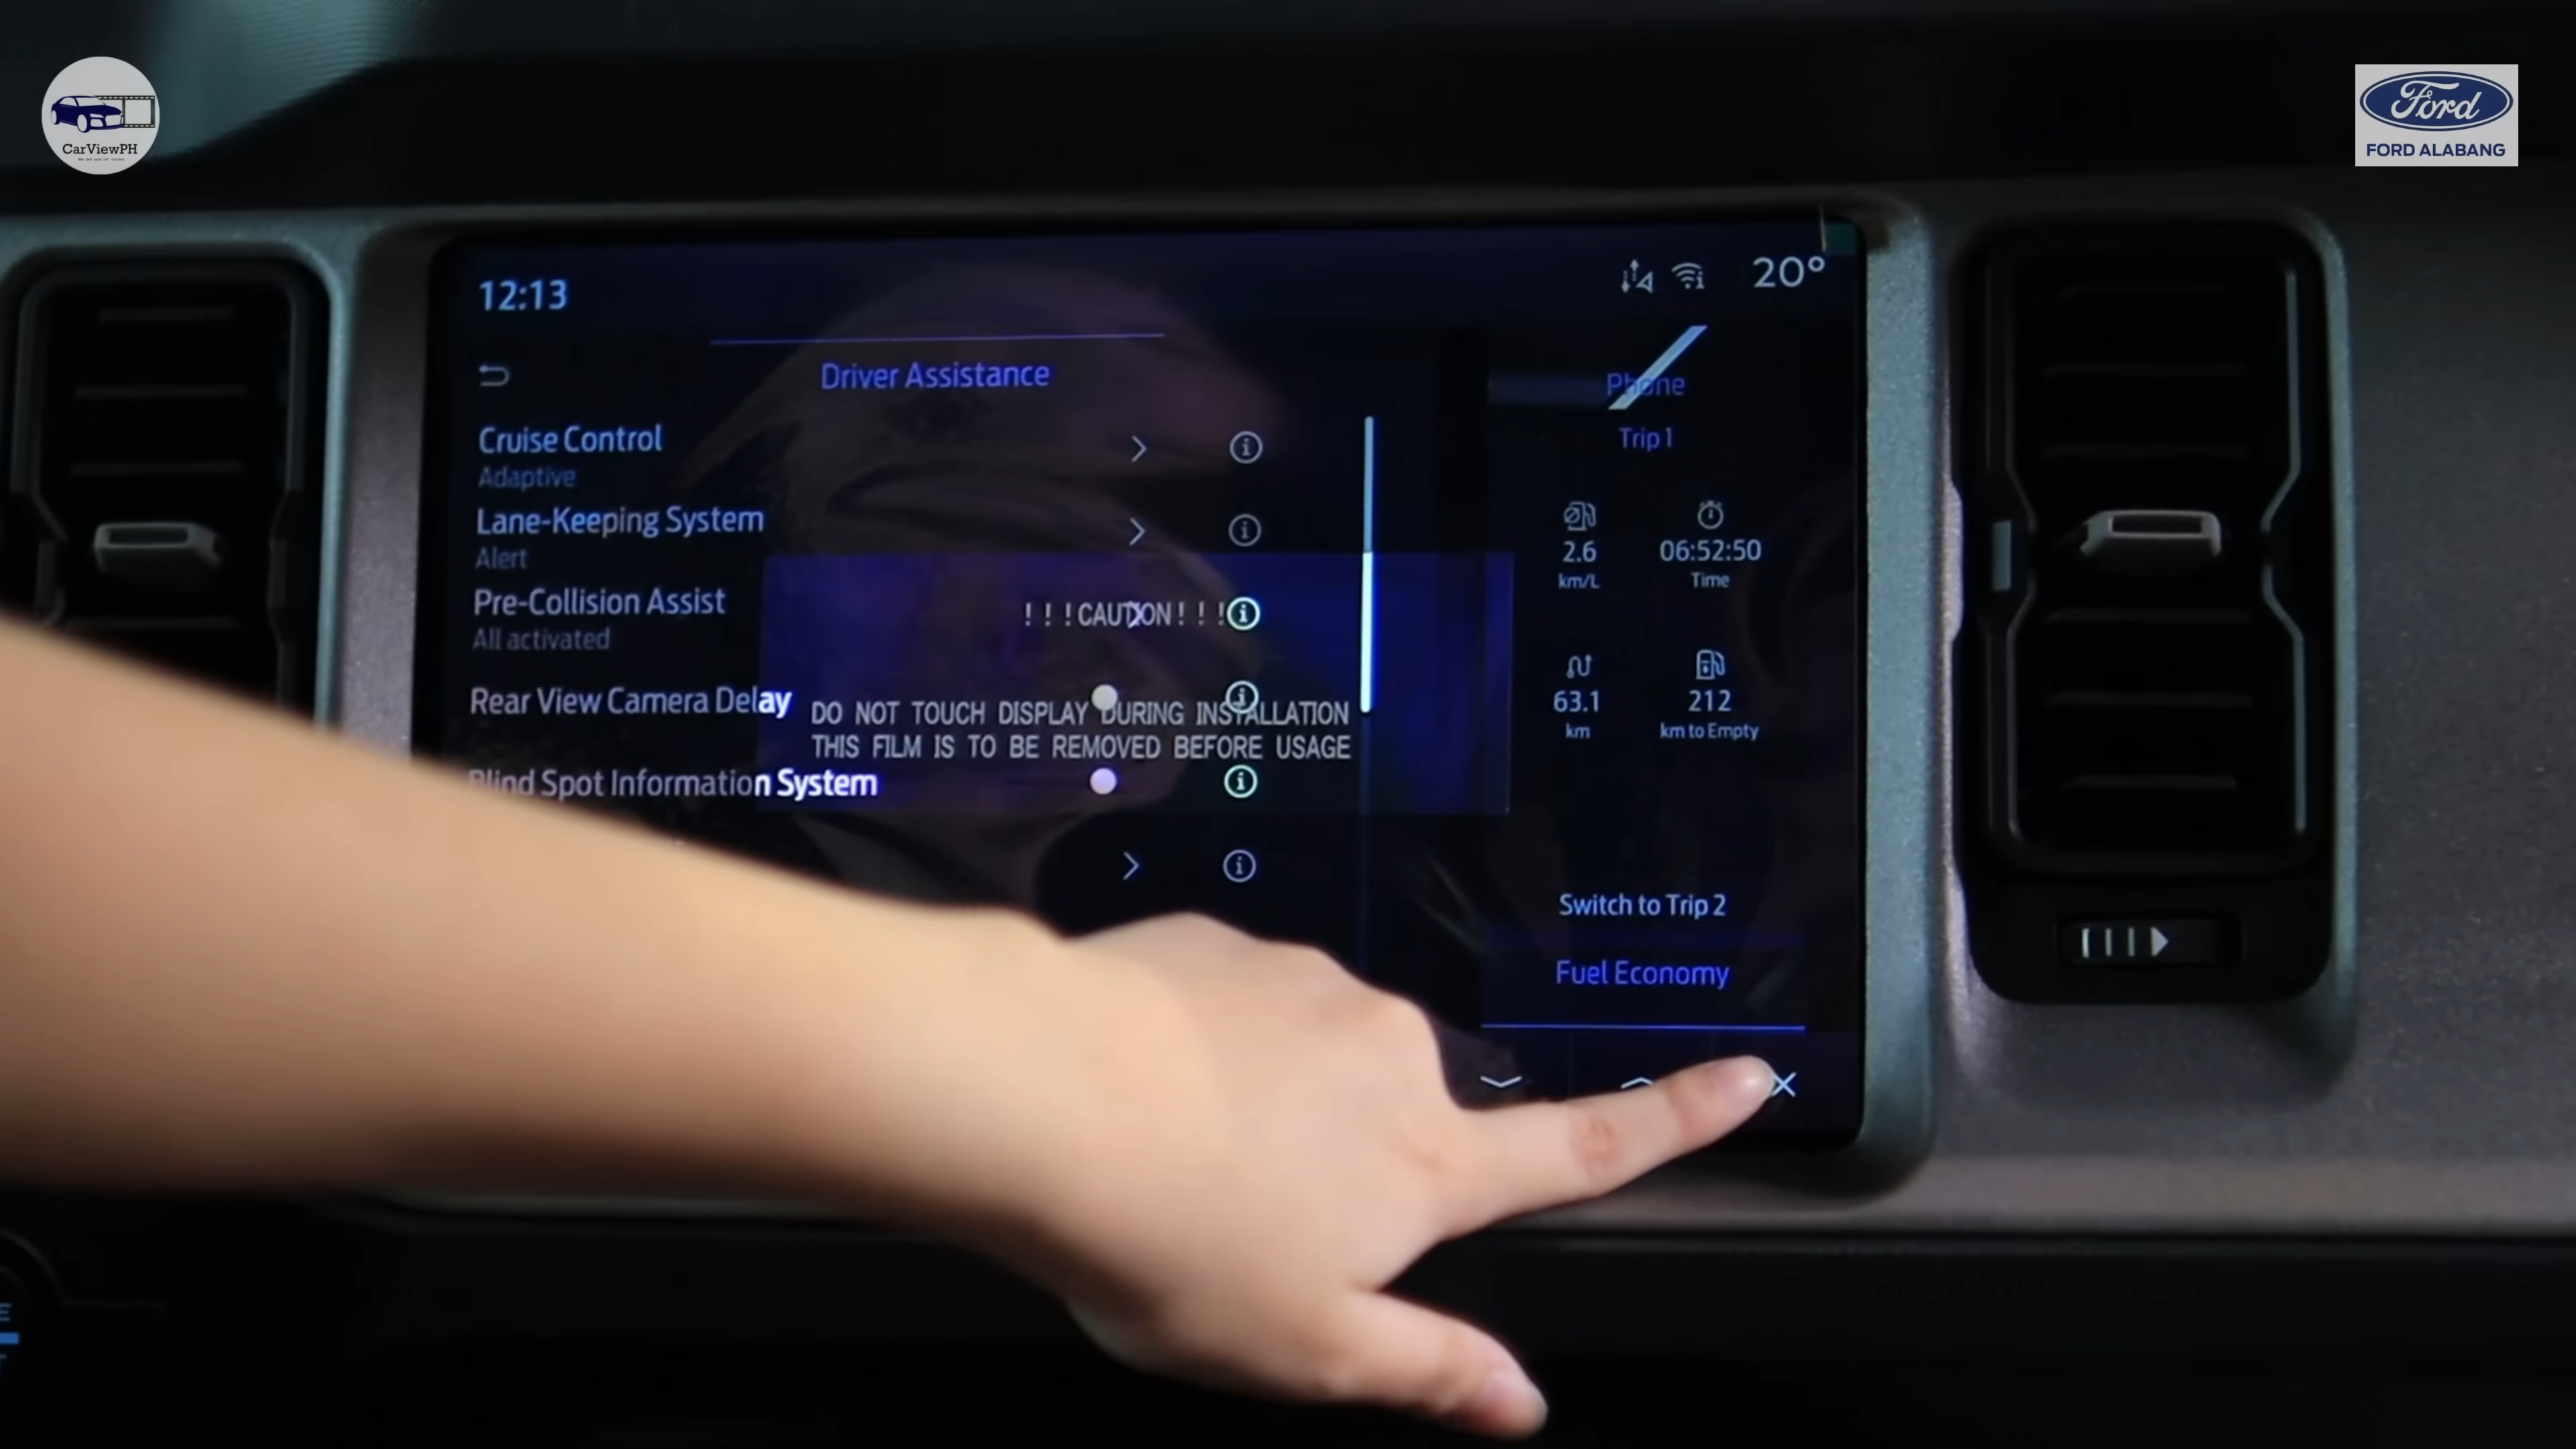 CarViewPH
Ford
FORD ALABANG
12:13
20°
Driver Assistance
Cruise Control
Adaptive
Lane-Keeping System
Alert
Pre-Collision Assist
All activated
Rear View Camera Delay
Blind Spot Information System
!!!CAUTION!!!
DO NOT TOUCH DISPLAY DURING INSTALLATION
THIS FILM IS TO BE REMOVED BEFORE USAGE
Phone
Trip 1
2.6
km/L
06:52:50
Time
63.1
km
212
km to Empty
Switch to Trip 2
Fuel Economy